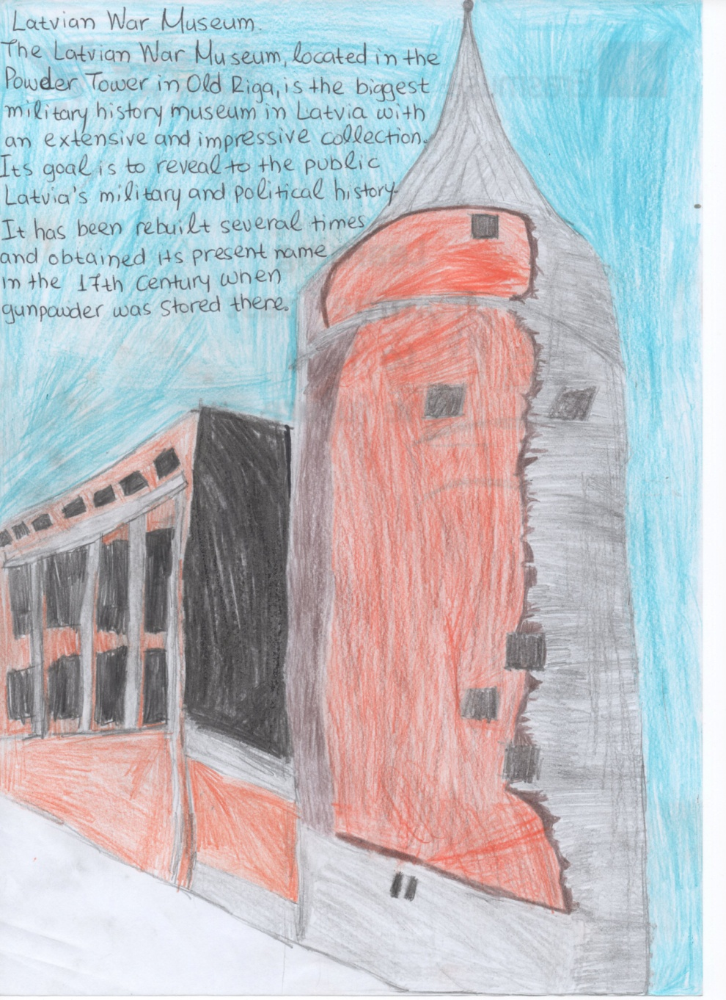 Latvian War Museum.
The Latvian War Museum, located in the
Powder Tower in Old Riga, is the biggest
military history museum in Latvia with
an extensive and impressive collection.
Its goal is to reveal to the public
Latvia's military and political history.
It has been rebuilt several times
and obtained its present name
in the 17th Century when
gunpowder was stored there.